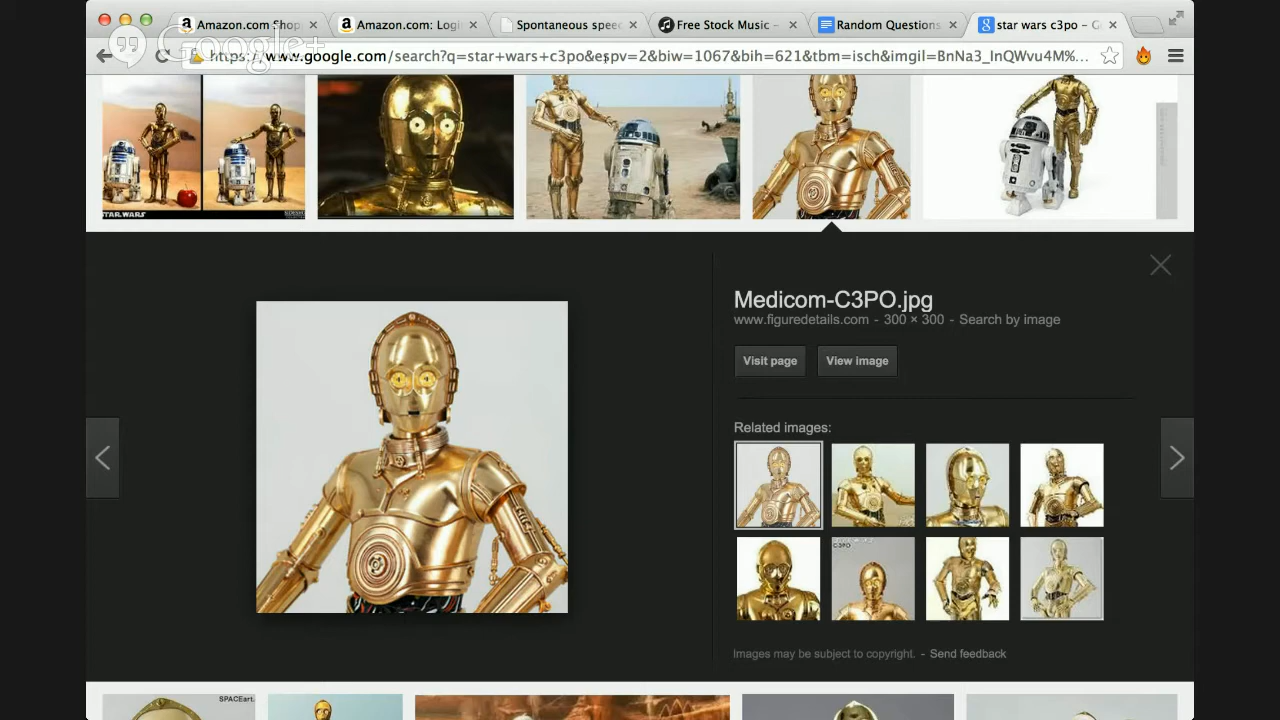 Amazon.com Shop
Amazon.com: Logi
Spontaneous spee
Free Stock Music –
Random Questions
star wars c3po – G
Google+
https://www.google.com/search?q=star+wars+c3po&espv=2&biw=1067&bih=621&tbm=isch&imgil=BnNa3_InQWvu4M%...
STAR.WARS
Medicom-C3PO.jpg
www.figuredetails.com - 300 × 300 - Search by image
Visit page
View image
Related images:
C3PO
Images may be subject to copyright. - Send feedback
SPACEart.